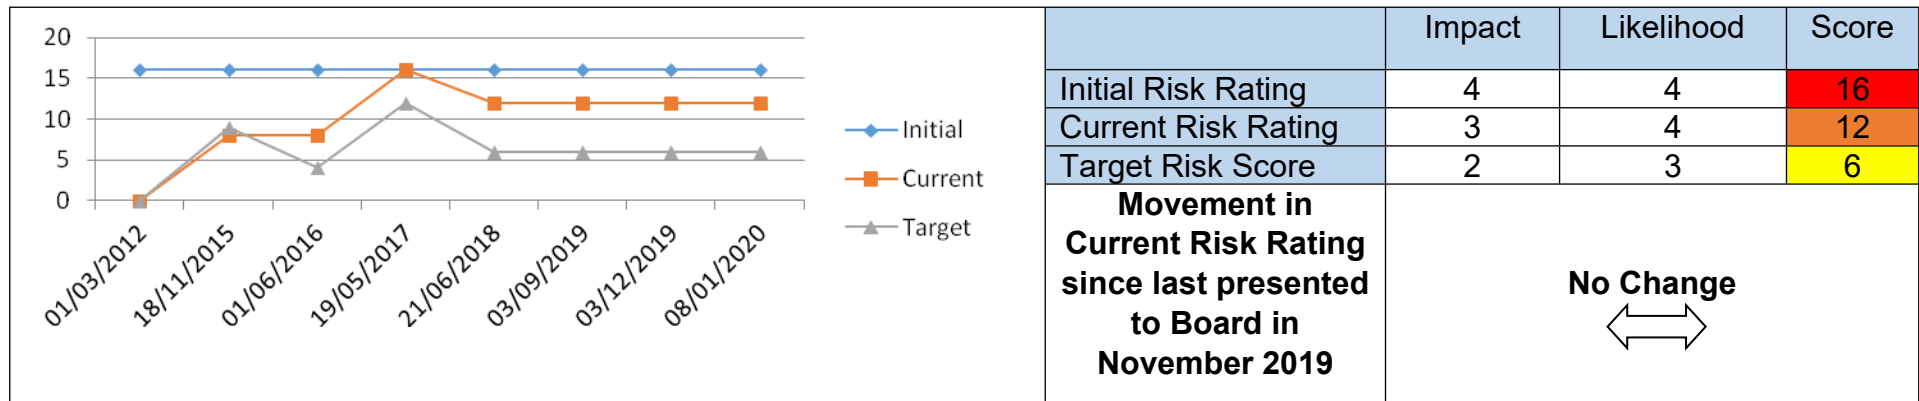 20
15
10
5
0
01/03/2012
18/11/2015
01/06/2016
19/05/2017
21/06/2018
03/09/2019
03/12/2019
08/01/2020
Initial
Current
Target
Impact Likelihood Score
Initial Risk Rating 4 4 16
Current Risk Rating 3 4 12
Target Risk Score 2 3 6
Movement in
Current Risk Rating
since last presented
to Board in
November 2019
No Change